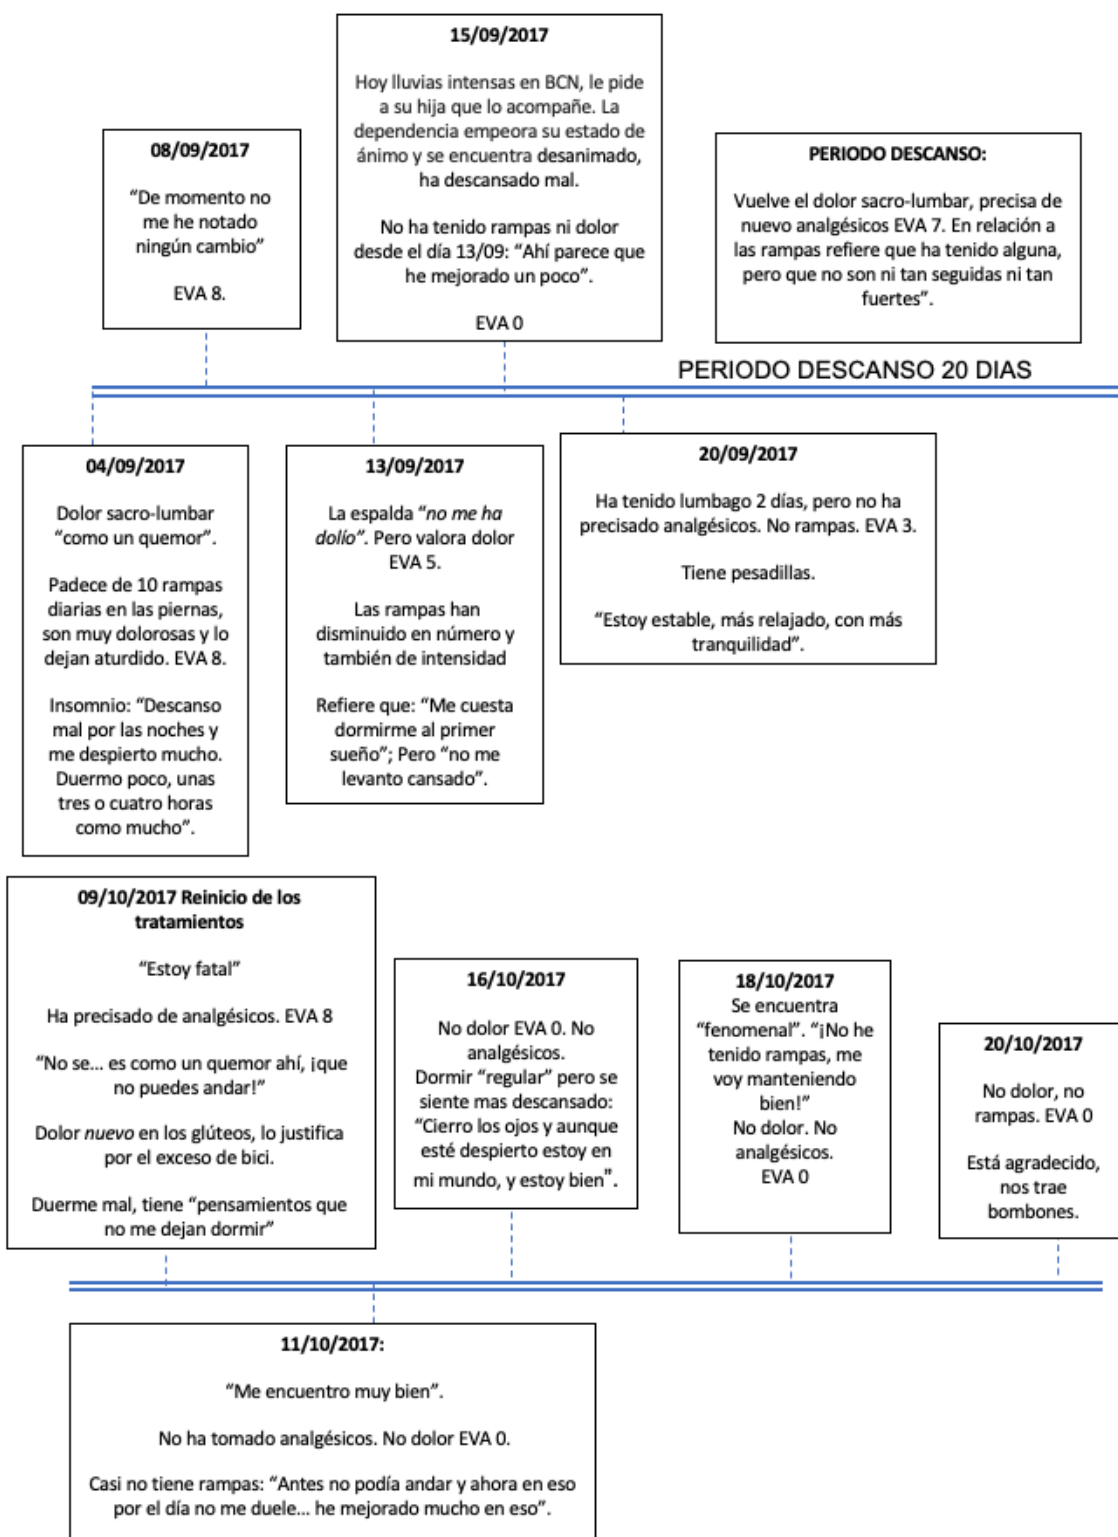 15/09/2017
Hoy lluvias intensas en BCN, le pide
a su hija que lo acompañe. La
dependencia empeora su estado de
ánimo y se encuentra desanimado,
ha descansado mal.
No ha tenido rampas ni dolor
desde el día 13/09: “Ahí parece que
he mejorado un poco”.
EVA 0
08/09/2017
“De momento no
me he notado
ningún cambio”
EVA 8.
PERIODO DESCANSO:
Vuelve el dolor sacro-lumbar, precisa de
nuevo analgésicos EVA 7. En relación a
las rampas refiere que ha tenido alguna,
pero que no son ni tan seguidas ni tan
fuertes”.
PERIODO DESCANSO 20 DIAS
04/09/2017
Dolor sacro-lumbar
“como un quemor”.
Padece de 10 rampas
diarias en las piernas,
son muy dolorosas y lo
dejan aturdido. EVA 8.
Insomnio: “Descanso
mal por las noches y
me despierto mucho.
Duermo poco, unas
tres o cuatro horas
como mucho”.
13/09/2017
La espalda “no me ha
dolío”. Pero valora dolor
EVA 5.
Las rampas han
disminuido en número y
también de intensidad
Refiere que: “Me cuesta
dormirme al primer
sueño”; Pero “no me
levanto cansado”.
20/09/2017
Ha tenido lumbago 2 días, pero no ha
precisado analgésicos. No rampas. EVA 3.
Tiene pesadillas.
“Estoy estable, más relajado, con más
tranquilidad”.
09/10/2017 Reinicio de los
tratamientos
“Estoy fatal”
Ha precisado de analgésicos. EVA 8
“No se... es como un quemor ahí, ¡que
no puedes andar!”
Dolor nuevo en los glúteos, lo justifica
por el exceso de bici.
Duerme mal, tiene “pensamientos que
no me dejan dormir”
16/10/2017
No dolor EVA 0. No
analgésicos.
Dormir “regular” pero se
siente mas descansado:
“Cierro los ojos y aunque
esté despierto estoy en
mi mundo, y estoy bien”.
18/10/2017
Se encuentra
“fenomenal”. “¡No he
tenido rampas, me
voy manteniendo
bien!”
No dolor. No
analgésicos.
EVA 0
20/10/2017
No dolor, no
rampas. EVA 0
Está agradecido,
nos trae
bombones.
11/10/2017:
“Me encuentro muy bien”.
No ha tomado analgésicos. No dolor EVA 0.
Casi no tiene rampas: “Antes no podía andar y ahora en eso
por el día no me duele... he mejorado mucho en eso”.